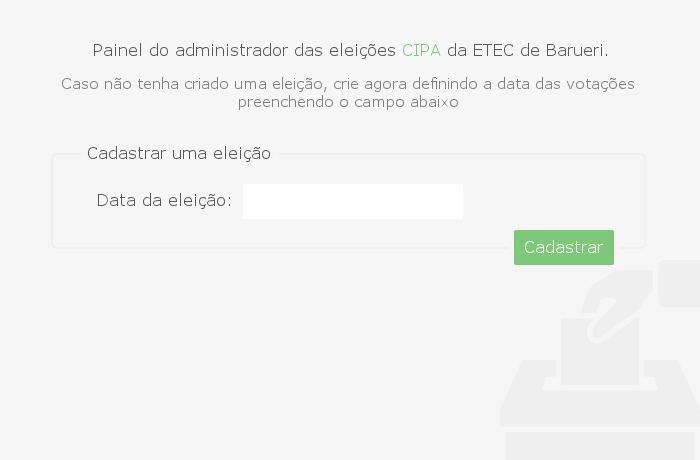 Painel do administrador das eleições CIPA da ETEC de Barueri.
Caso não tenha criado uma eleição, crie agora definindo a data das votações
preenchendo o campo abaixo
Cadastrar uma eleição
Data da eleição:
Cadastrar